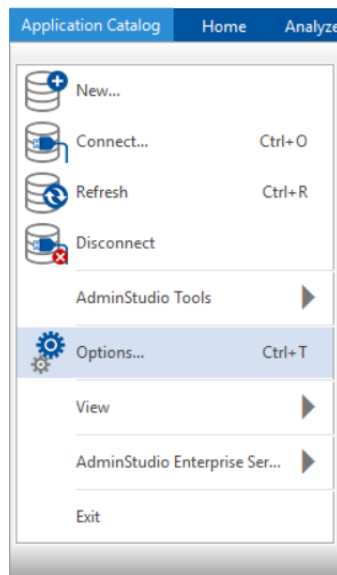 Application Catalog Home Analyze
New...
Connect... Ctrl+O
Refresh Ctrl+R
Disconnect
AdminStudio Tools
Options... Ctrl+T
View
AdminStudio Enterprise Ser...
Exit